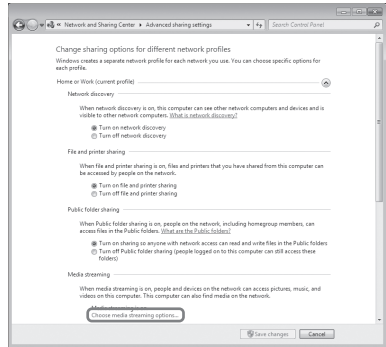 « Network and Sharing Center ▸ Advanced sharing settings
Search Control Panel
Change sharing options for different network profiles
Windows creates a separate network profile for each network you use. You can choose specific options for
each profile.
Home or Work (current profile)
Network discovery
When network discovery is on, this computer can see other network computers and devices and is
visible to other network computers. What is network discovery?
Turn on network discovery
Turn off network discovery
File and printer sharing
When file and printer sharing is on, files and printers that you have shared from this computer can
be accessed by people on the network.
Turn on file and printer sharing
Turn off file and printer sharing
Public folder sharing
When Public folder sharing is on, people on the network, including homegroup members, can
access files in the Public folders. What are the Public folders?
Turn on sharing so anyone with network access can read and write files in the Public folders
Turn off Public folder sharing (people logged on to this computer can still access these
folders)
Media streaming
When media streaming is on, people and devices on the network can access pictures, music, and
videos on this computer. This computer can also find media on the network.
Choose media streaming options...
Save changes
Cancel